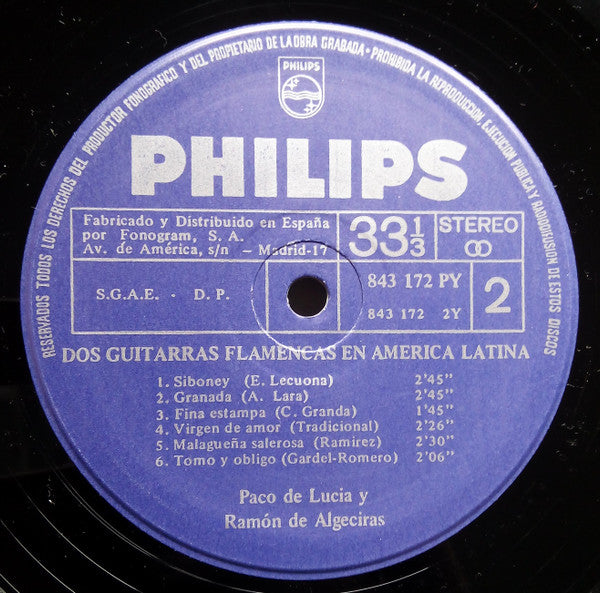 RESERVADOS TODOS LOS DERECHOS DEL PRODUCTOR FONOGRAFICO Y DEL PROPIETARIO DE LA OBRA GRABADA · PROHIBIDA LA REPRODUCCION, EJECUCION PUBLICA Y RADIODIFUSION DE ESTOS DISCOS
PHILIPS
PHILIPS
Fabricado y Distribuido en España
por Fonogram, S. A.
Av. de América, s/n – Madrid-17
33 1/3
STEREO
S.G.A.E. · D. P.
843 172 PY
843 172 2Y
2
DOS GUITARRAS FLAMENCAS EN AMERICA LATINA
1. Siboney (E. Lecuona) 2'45"
2. Granada (A. Lara) 2'45"
3. Fina estampa (C. Granda) 1'45"
4. Virgen de amor (Tradicional) 2'26"
5. Malagueña salerosa (Ramirez) 2'30"
6. Tomo y obligo (Gardel-Romero) 2'06"
Paco de Lucia y
Ramón de Algeciras